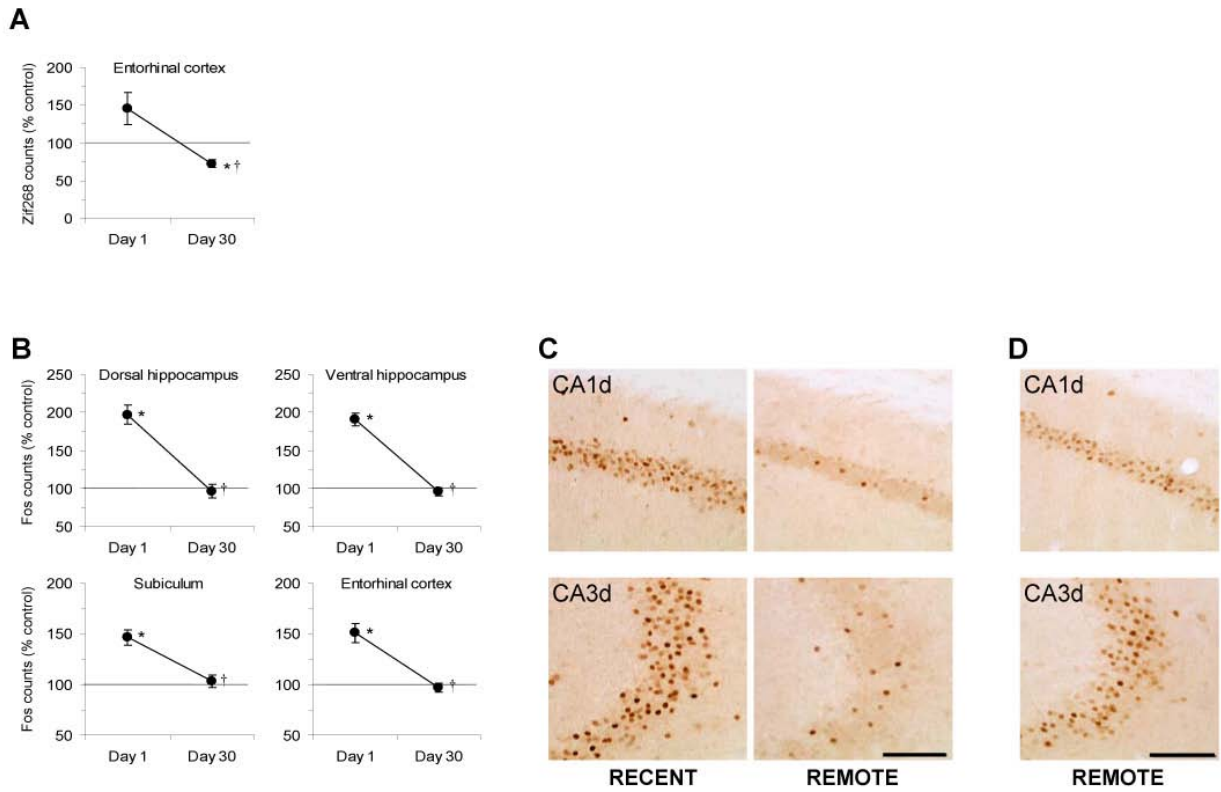 A
Entorhinal cortex
Zif268 counts (% control)
200
150
100
50
0
* †
Day 1 Day 30
B
Dorsal hippocampus
Fos counts (% control)
250
200
150
100
50
*
†
Day 1 Day 30
Ventral hippocampus
250
200
150
100
50
*
†
Day 1 Day 30
Subiculum
Fos counts (% control)
200
150
100
50
*
†
Day 1 Day 30
Entorhinal cortex
200
150
100
50
*
†
Day 1 Day 30
C
CA1d
CA3d
RECENT REMOTE
D
CA1d
CA3d
REMOTE